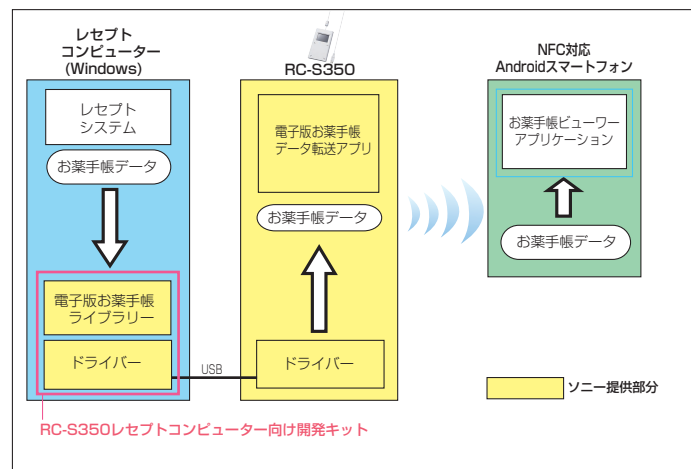 レセプト
コンピューター
(Windows)
レセプト
システム
お薬手帳データ
電子版お薬手帳
ライブラリー
ドライバー
RC-S350レセプトコンピューター向け開発キット
USB
RC-S350
電子版お薬手帳
データ転送アプリ
お薬手帳データ
ドライバー
NFC対応
Androidスマートフォン
お薬手帳ビューワー
アプリケーション
お薬手帳データ
ソニー提供部分